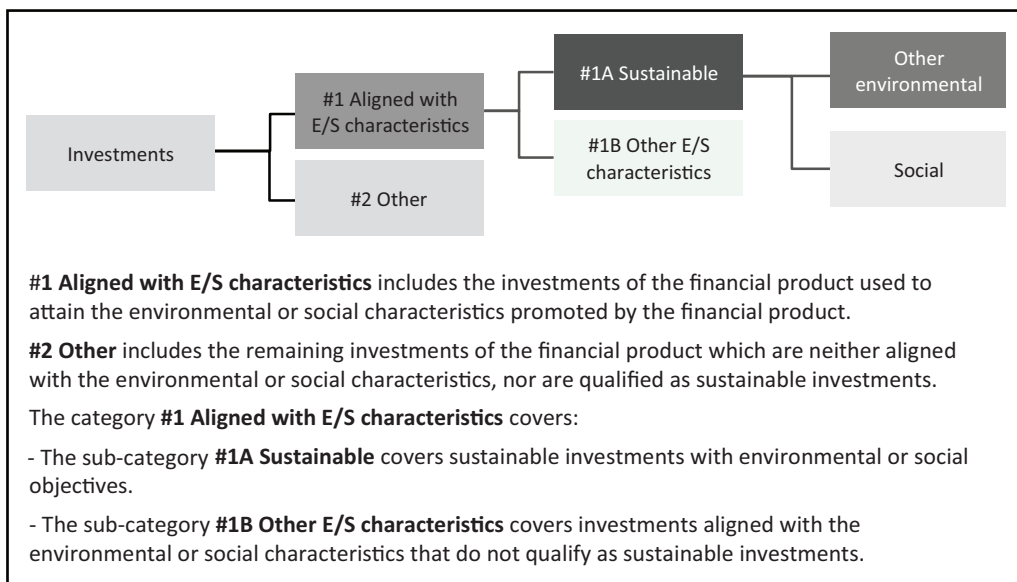 Investments
#1 Aligned with
E/S characteristics
#2 Other
#1A Sustainable
#1B Other E/S
characteristics
Other
environmental
Social
#1 Aligned with E/S characteristics includes the investments of the financial product used to
attain the environmental or social characteristics promoted by the financial product.
#2 Other includes the remaining investments of the financial product which are neither aligned
with the environmental or social characteristics, nor are qualified as sustainable investments.
The category #1 Aligned with E/S characteristics covers:
- The sub-category #1A Sustainable covers sustainable investments with environmental or social
objectives.
- The sub-category #1B Other E/S characteristics covers investments aligned with the
environmental or social characteristics that do not qualify as sustainable investments.